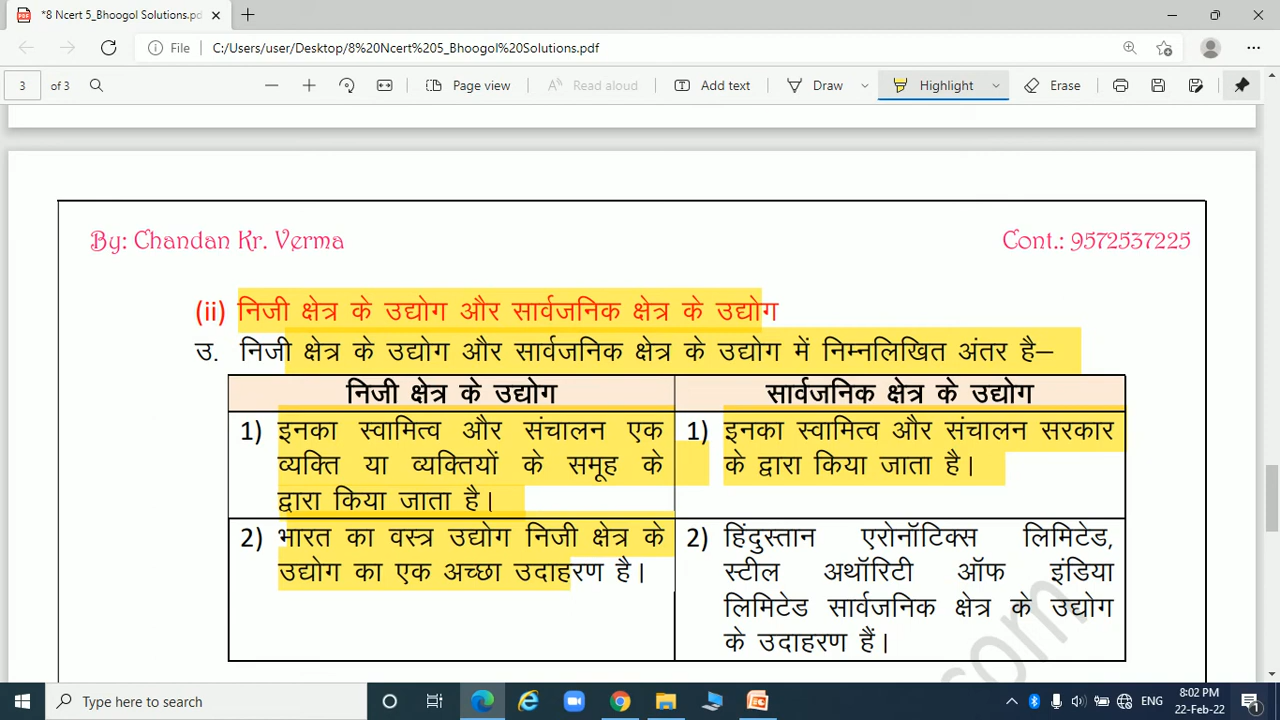 *8 Ncert 5_Bhoogol Solutions.pd
File C:/Users/user/Desktop/8%20Ncert%205_Bhoogol%20Solutions.pdf
3 of 3 Page view Read aloud Add text Draw Highlight Erase
By: Chandan Kr. Verma Cont.: 9572537225
(ii) निजी क्षेत्र के उद्योग और सार्वजनिक क्षेत्र के उद्योग
उ. निजी क्षेत्र के उद्योग और सार्वजनिक क्षेत्र के उद्योग में निम्नलिखित अंतर है–
निजी क्षेत्र के उद्योग सार्वजनिक क्षेत्र के उद्योग
1) इनका स्वामित्व और संचालन एक
व्यक्ति या व्यक्तियों के समूह के
द्वारा किया जाता है।
1) इनका स्वामित्व और संचालन सरकार
के द्वारा किया जाता है।
2) भारत का वस्त्र उद्योग निजी क्षेत्र के
उद्योग का एक अच्छा उदाहरण है।
2) हिंदुस्तान एरोनॉटिक्स लिमिटेड,
स्टील अथॉरिटी ऑफ इंडिया
लिमिटेड सार्वजनिक क्षेत्र के उद्योग
के उदाहरण हैं।
Type here to search
ENG
8:02 PM
22-Feb-22
1